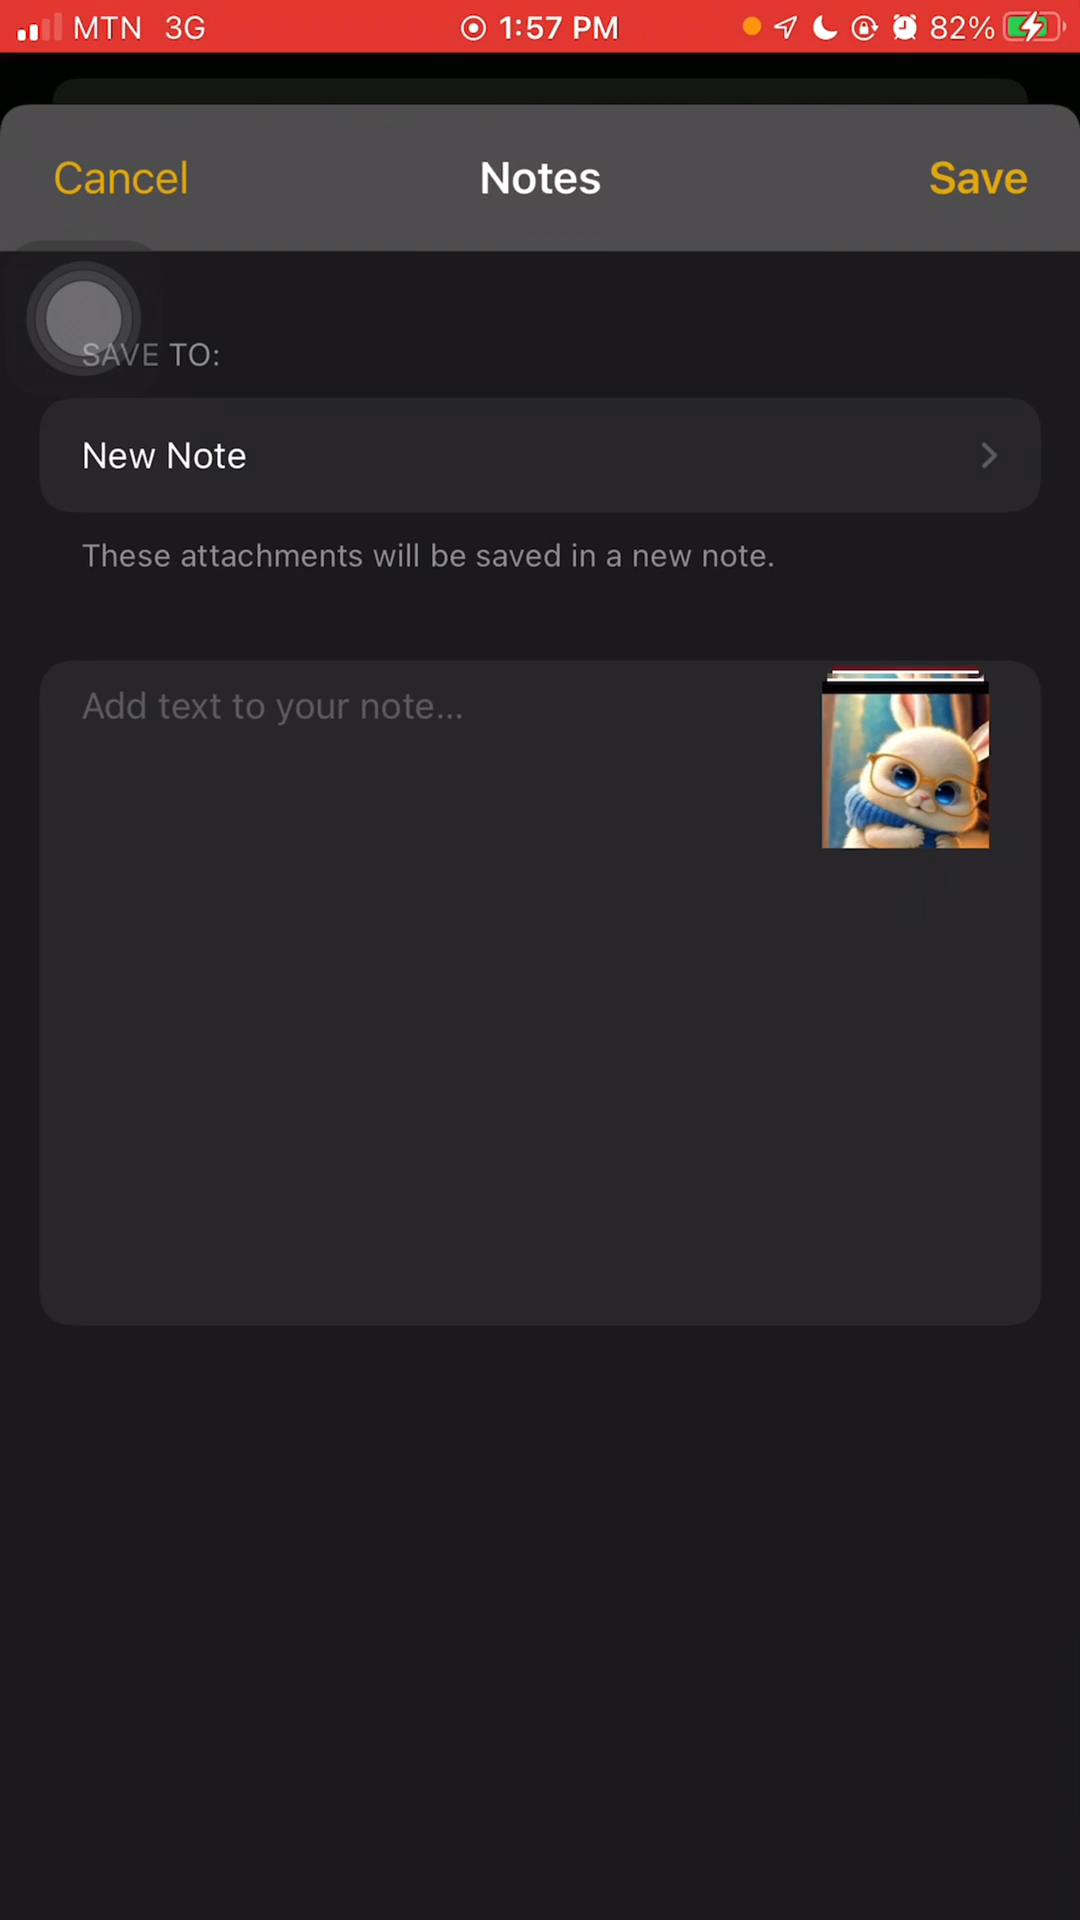 MTN 3G 1:57 PM 82%
Cancel Notes Save
SAVE TO:
New Note
These attachments will be saved in a new note.
Add text to your note...